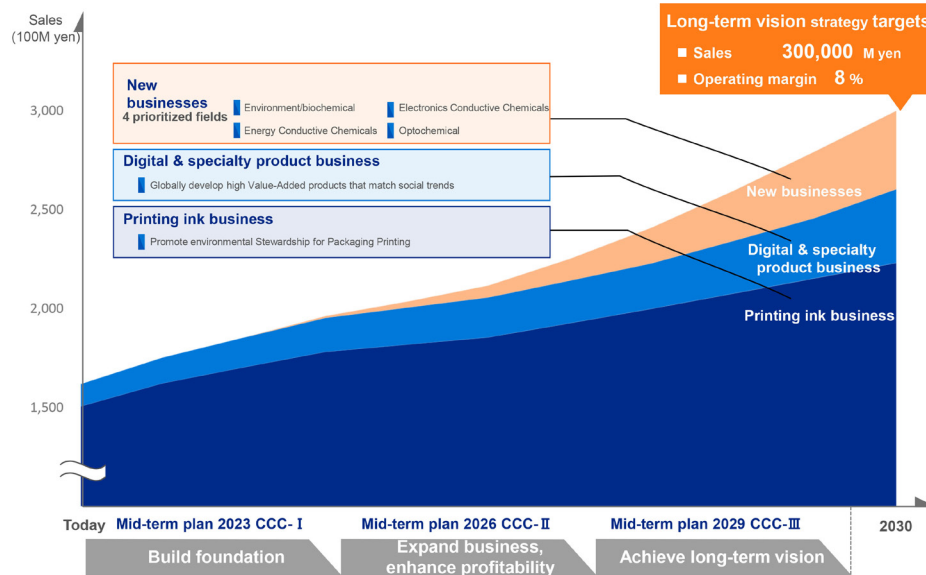 Sales
(100M yen)
Long-term vision strategy targets
■ Sales 300,000 M yen
■ Operating margin 8 %
New
businesses
4 prioritized fields
Environment/biochemical
Electronics Conductive Chemicals
Energy Conductive Chemicals
Optochemical
Digital & specialty product business
Globally develop high Value-Added products that match social trends
Printing ink business
Promote environmental Stewardship for Packaging Printing
3,000
2,500
2,000
1,500
New businesses
Digital & specialty
product business
Printing ink business
Today
Mid-term plan 2023 CCC-Ⅰ
Mid-term plan 2026 CCC-Ⅱ
Mid-term plan 2029 CCC-Ⅲ
2030
Build foundation
Expand business,
enhance profitability
Achieve long-term vision